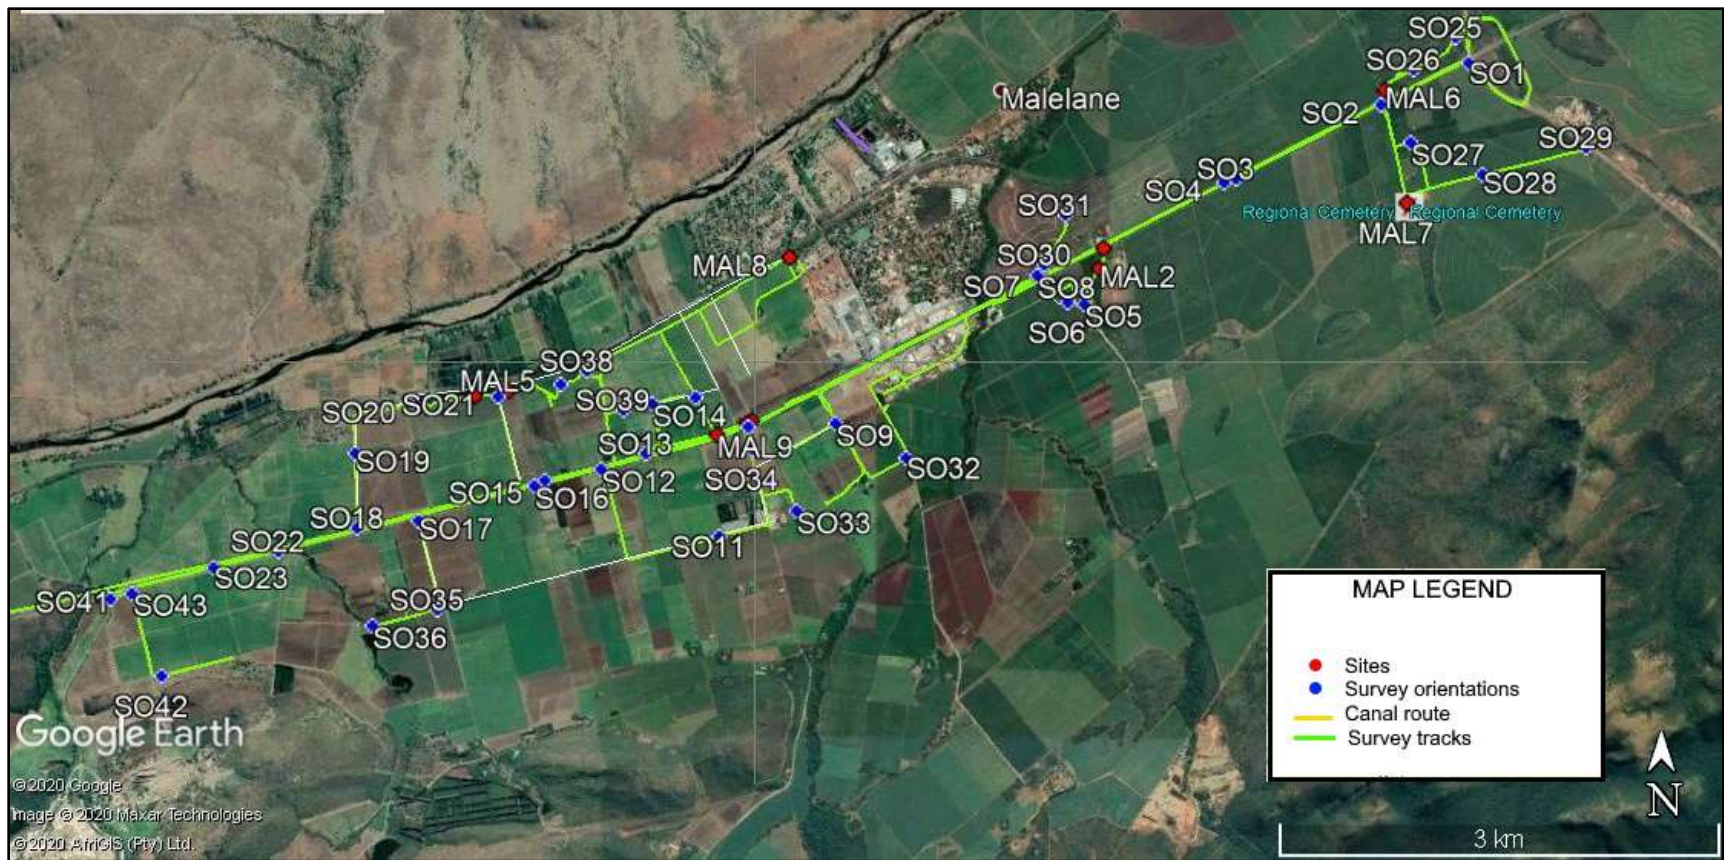 SO25
SO26
SO1
Malelane
SO2
MAL6
SO29
SO27
SO3
SO28
SO4
SO31
Regional Cemetery
Regional Cemetery
MAL7
SO30
MAL8
MAL2
SO7
SO8
SO6
SO5
SO38
MAL5
SO20
SO21
SO39
SO14
SO9
SO13
MAL9
SO19
SO34
SO32
SO12
SO15
SO16
SO18
SO17
SO33
SO22
SO11
SO23
SO41
SO43
SO35
SO36
SO42
MAP LEGEND
Sites
Survey orientations
Canal route
Survey tracks
Google Earth
©2020 Google
Image © 2020 Maxar Technologies
©2020 AfriGIS (Pty) Ltd.
N
3 km